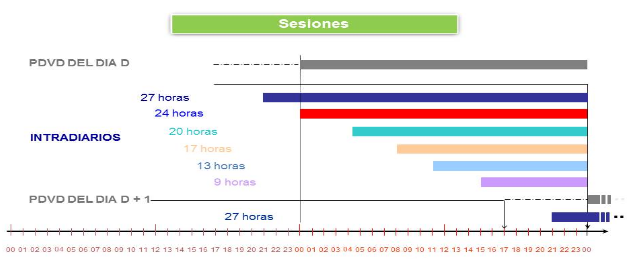 Sesiones
PDVD DEL DIA D
27 horas
24 horas
20 horas
INTRADIARIOS
17 horas
13 horas
9 horas
PDVD DEL DIA D + 1
27 horas
00 01 02 03 04 05 06 07 08 09 10 11 12 13 14 15 16 17 18 19 20 21 22 23 00 01 02 03 04 05 06 07 08 09 10 11 12 13 14 15 16 17 18 19 20 21 22 23 00